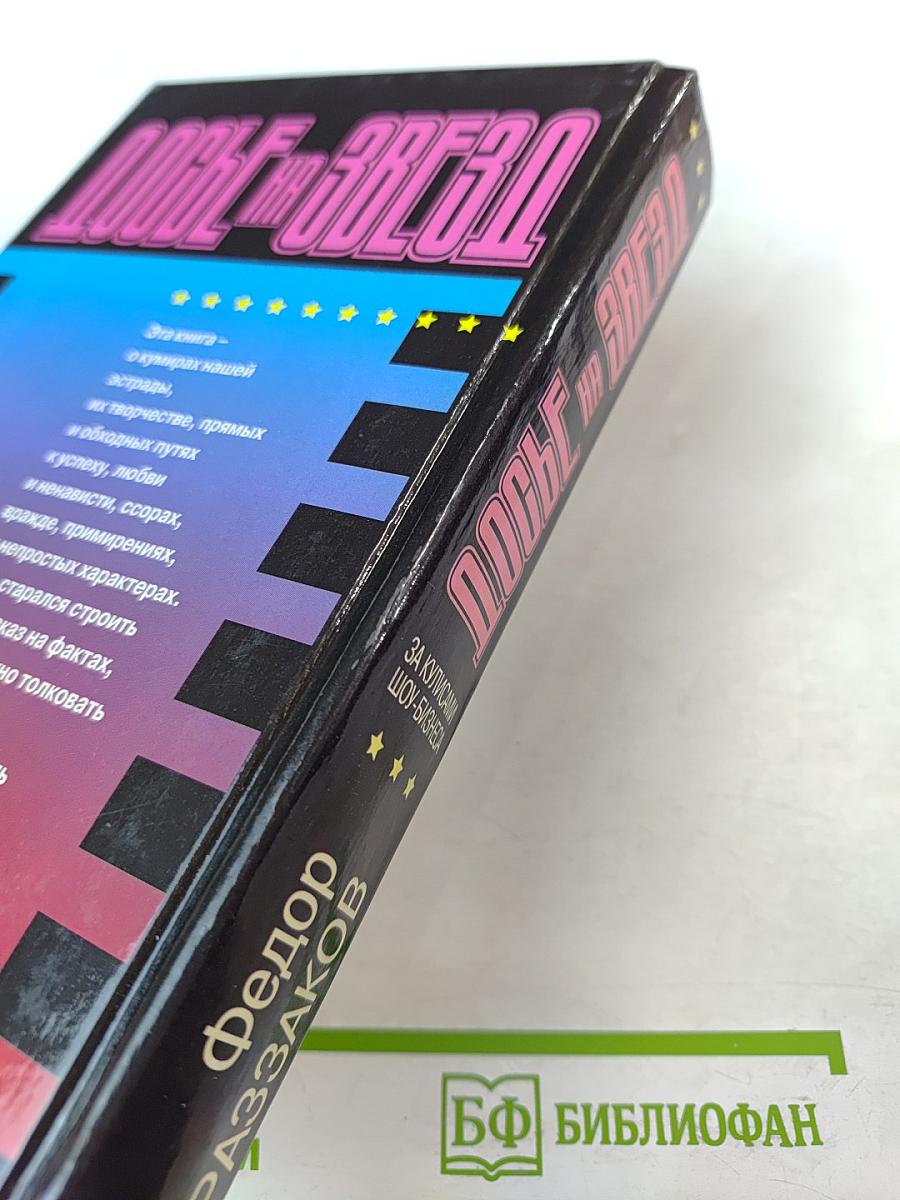 ДОСЬЕ НА ЗВЕЗД
Эта книга –
о кумирах нашей
эстрады,
их творчестве, прямых
и обходных путях
к успеху, любви
и ненависти, ссорах,
вражде, примирениях,
непростых характерах.
старался строить
на фактах,
толковать
ДОСЬЕ НА ЗВЕЗД
ЗА КУЛИСАМИ
ШОУ-БИЗНЕСА
Федор
РАЗЗАКОВ
БФ БИБЛИОФАН